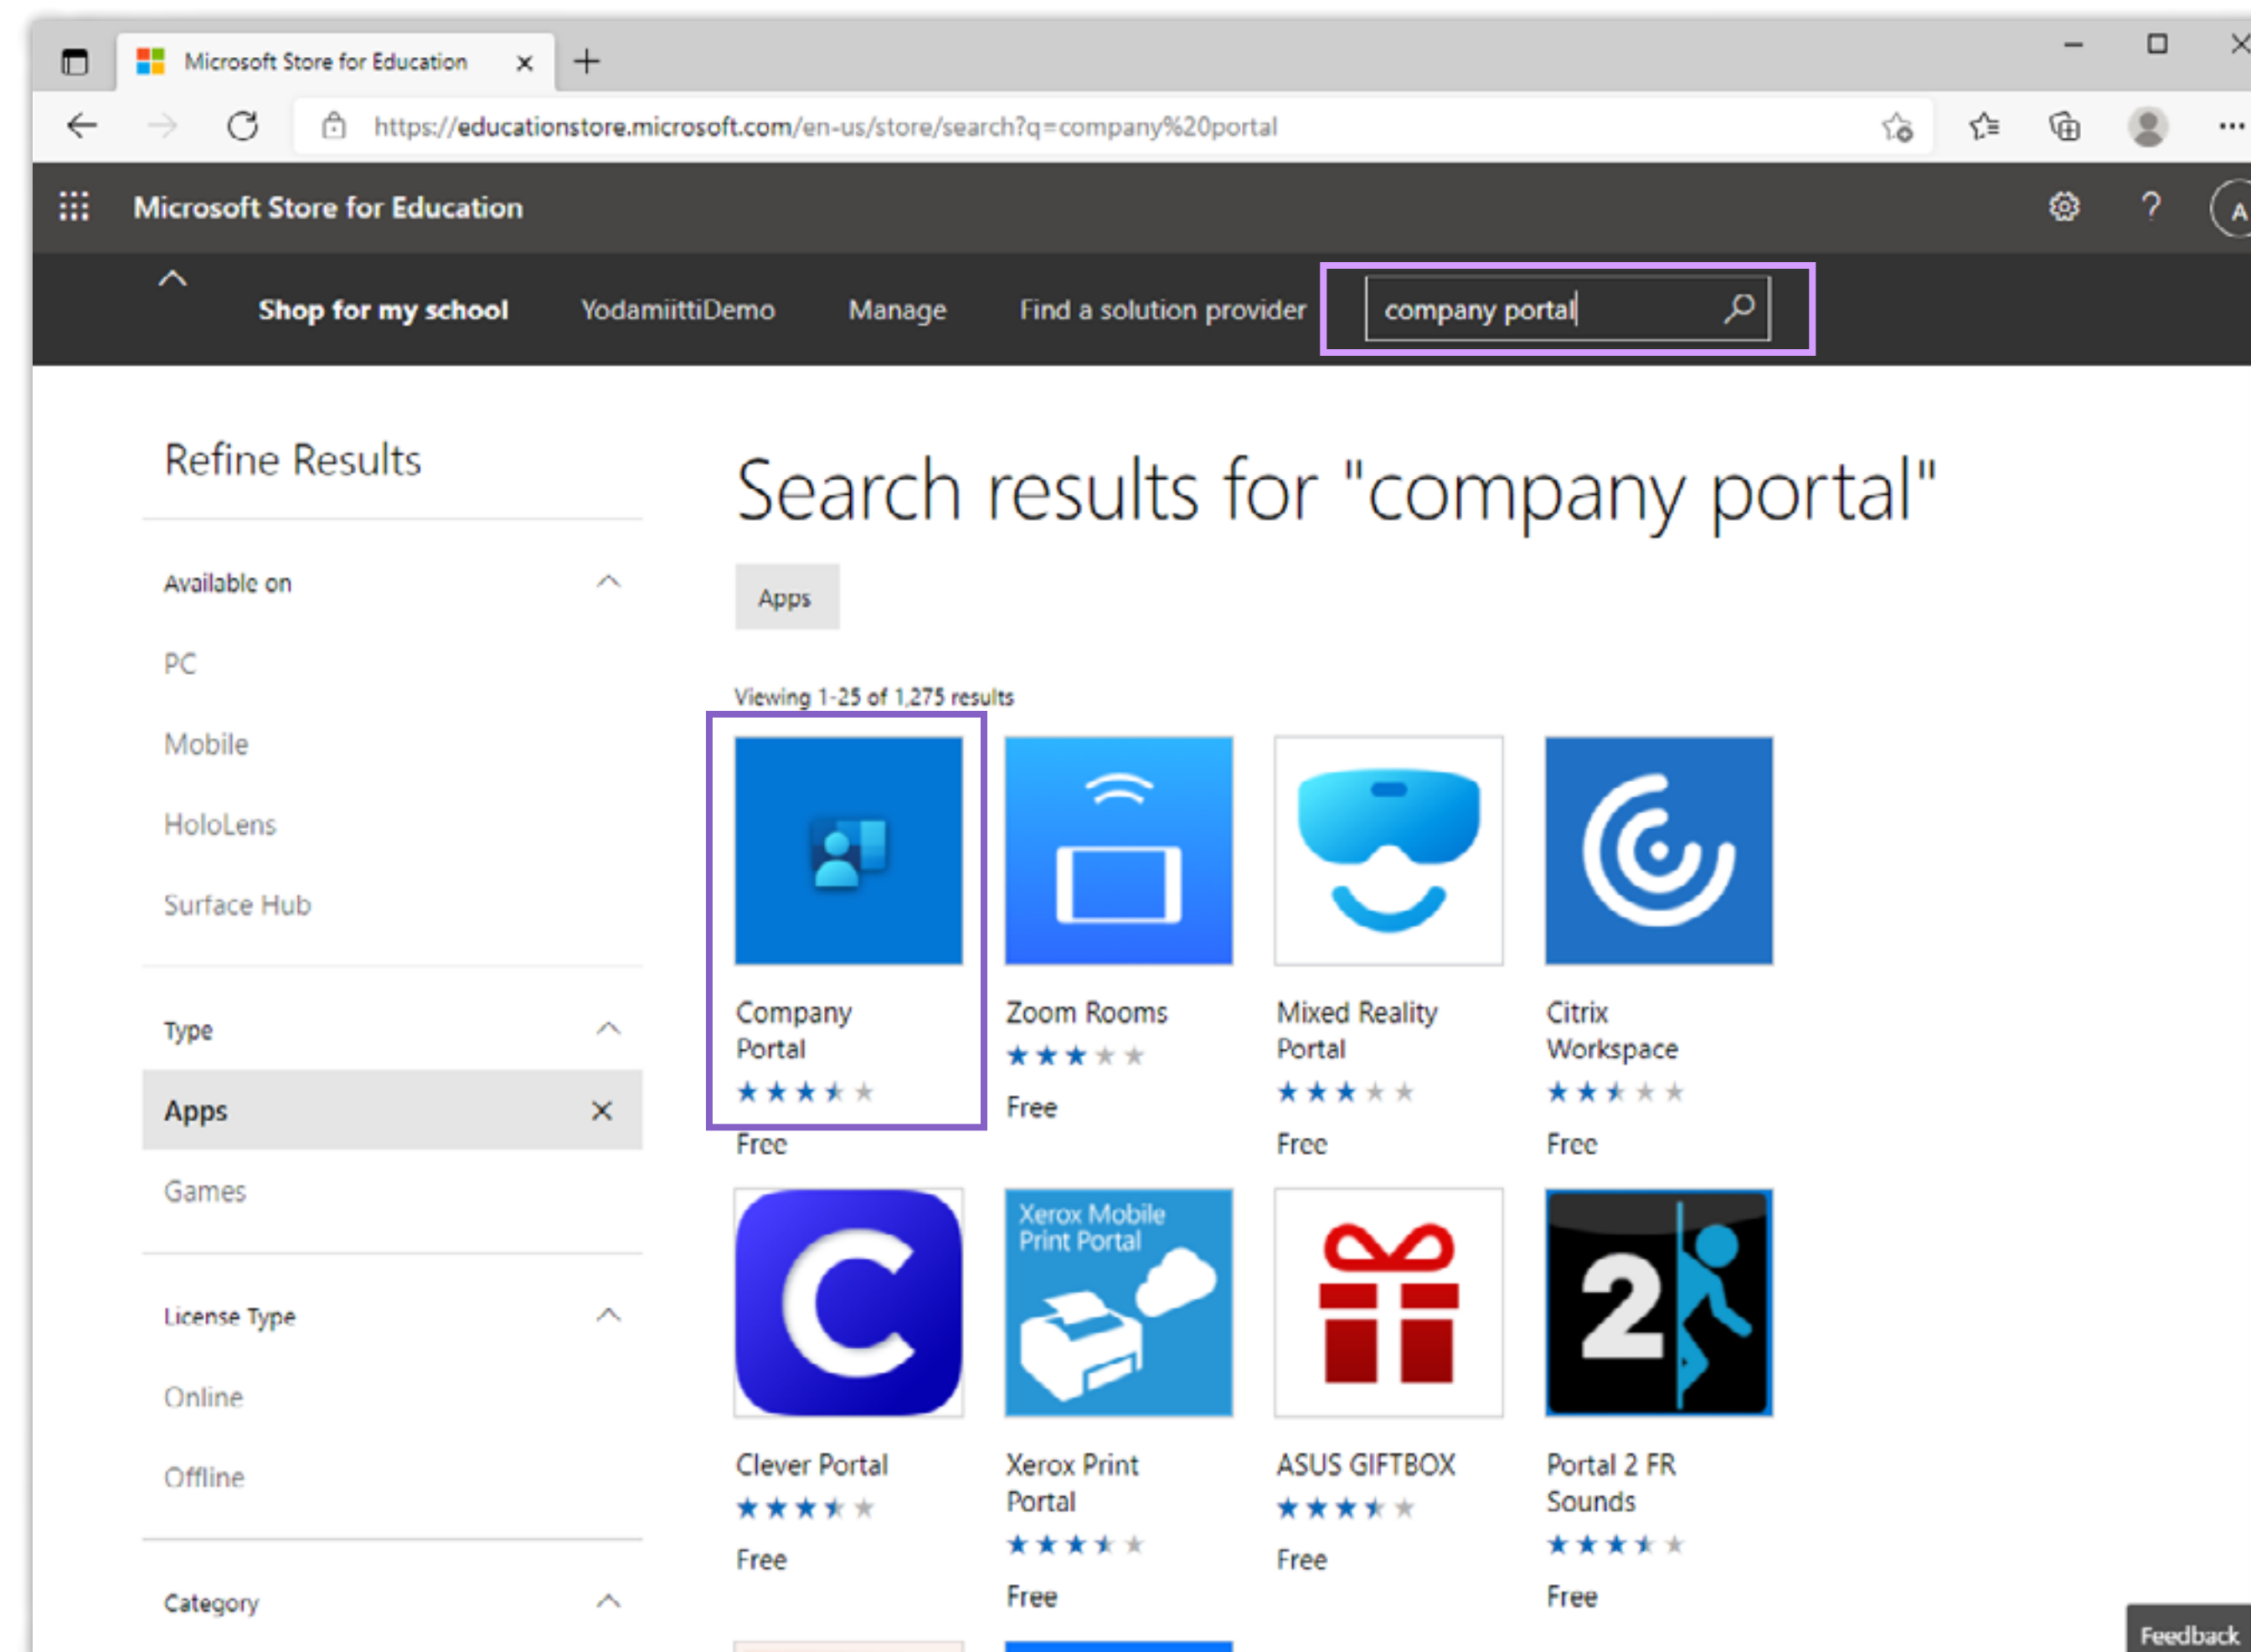 Microsoft Store for Education
https://educationstore.microsoft.com/en-us/store/search?q=company%20portal
Microsoft Store for Education
?
A
Shop for my school YodamiittiDemo Manage Find a solution provider company portal
Refine Results
Available on
PC
Mobile
HoloLens
Surface Hub
Type
Apps
Games
License Type
Online
Offline
Category
Search results for "company portal"
Apps
Viewing 1-25 of 1,275 results
Company
Portal
Free
Zoom Rooms
Free
Mixed Reality
Portal
Free
Citrix
Workspace
Free
C
Clever Portal
Free
Xerox Mobile
Print Portal
Xerox Print
Portal
Free
ASUS GIFTBOX
Free
2
Portal 2 FR
Sounds
Free
Feedback